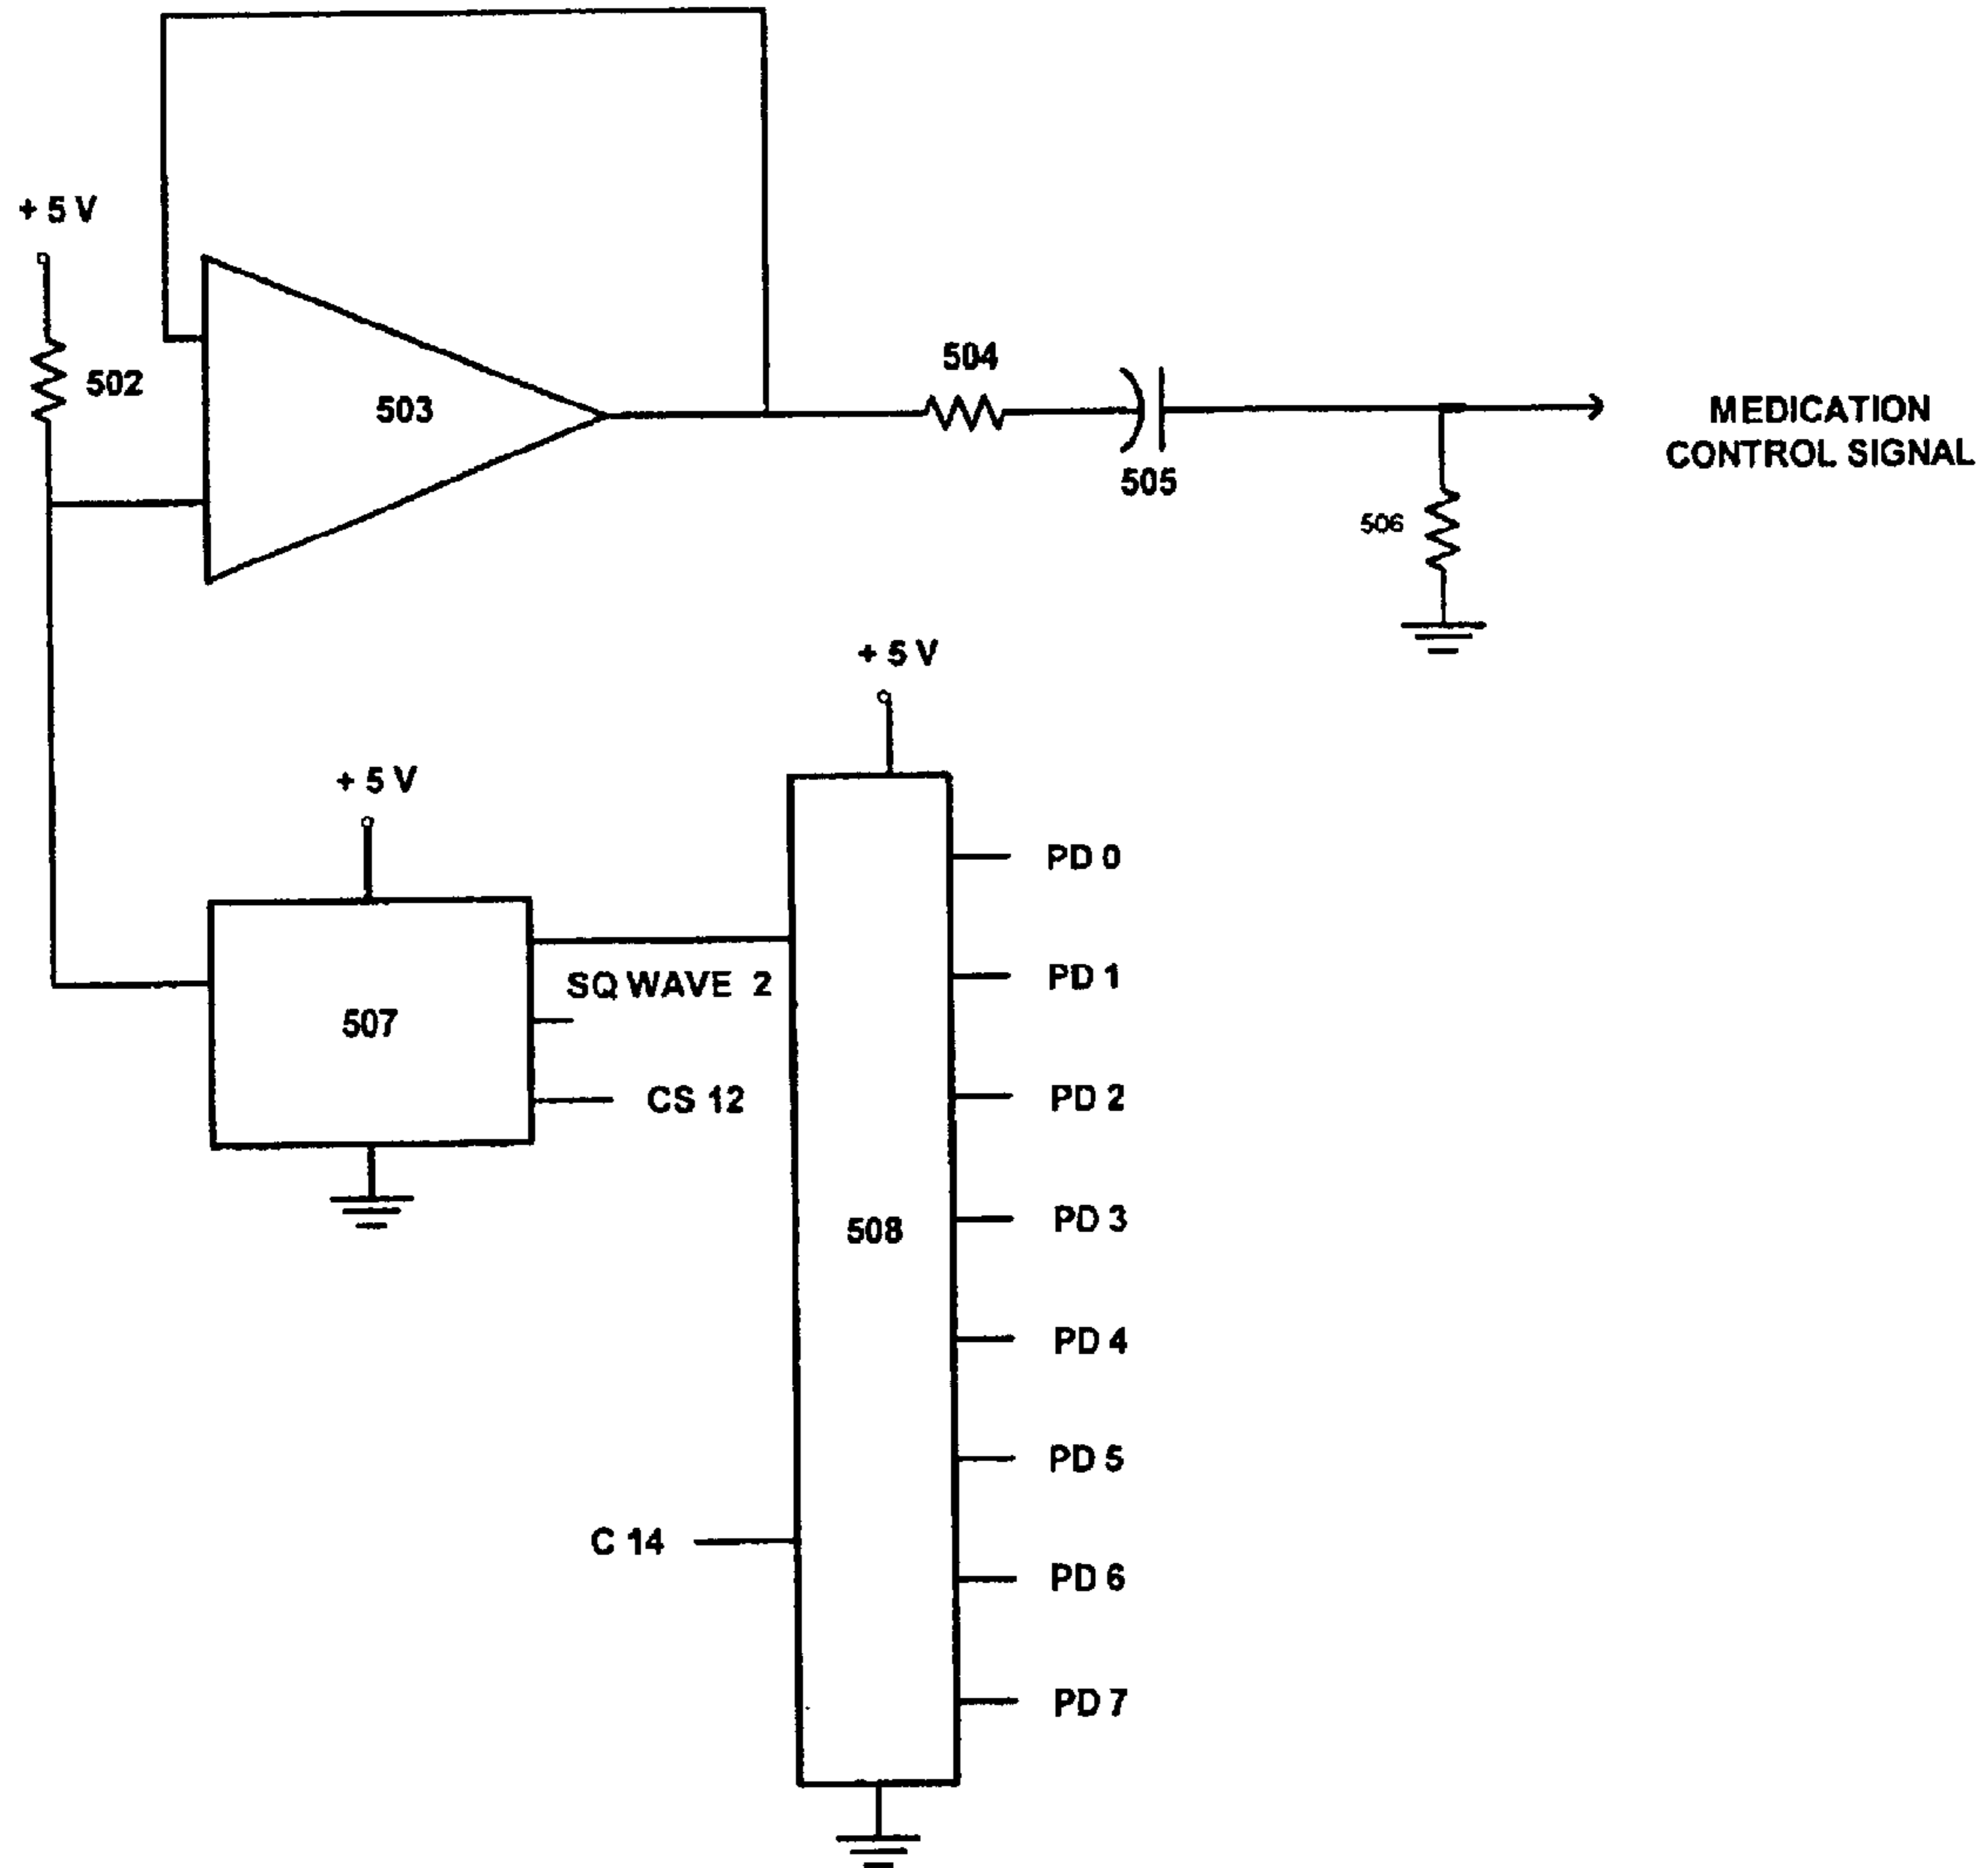 + 5 V
502
503
504
505
MEDICATION
CONTROL SIGNAL
506
+ 5 V
+ 5 V
PD 0
PD 1
SQ WAVE 2
507
CS 12
PD 2
508
PD 3
PD 4
PD 5
C 14
PD 6
PD 7